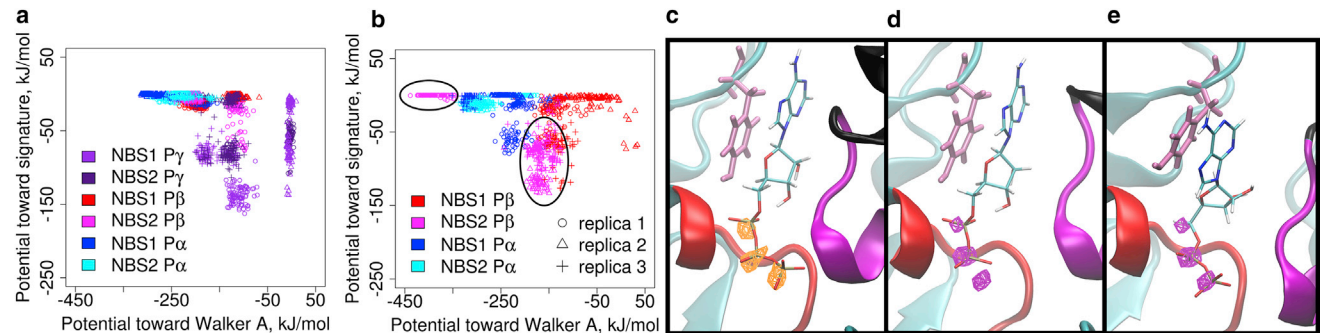 a
50
-50
-150
-250
Potential toward signature, kJ/mol
NBS1 Pγ
NBS2 Pγ
NBS1 Pβ
NBS2 Pβ
NBS1 Pα
NBS2 Pα
-450
-250
-50
50
Potential toward Walker A, kJ/mol
b
50
-50
-150
-250
Potential toward signature, kJ/mol
NBS1 Pβ
NBS2 Pβ
NBS1 Pα
NBS2 Pα
replica 1
replica 2
replica 3
-450
-250
-50
50
Potential toward Walker A, kJ/mol
c
d
e